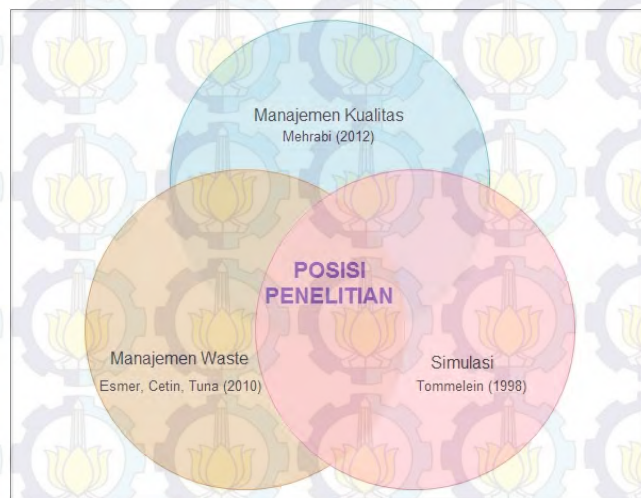 Manajemen Kualitas
Mehrabi (2012)
POSISI
PENELITIAN
Manajemen Waste
Esmer, Cetin, Tuna (2010)
Simulasi
Tommelein (1998)